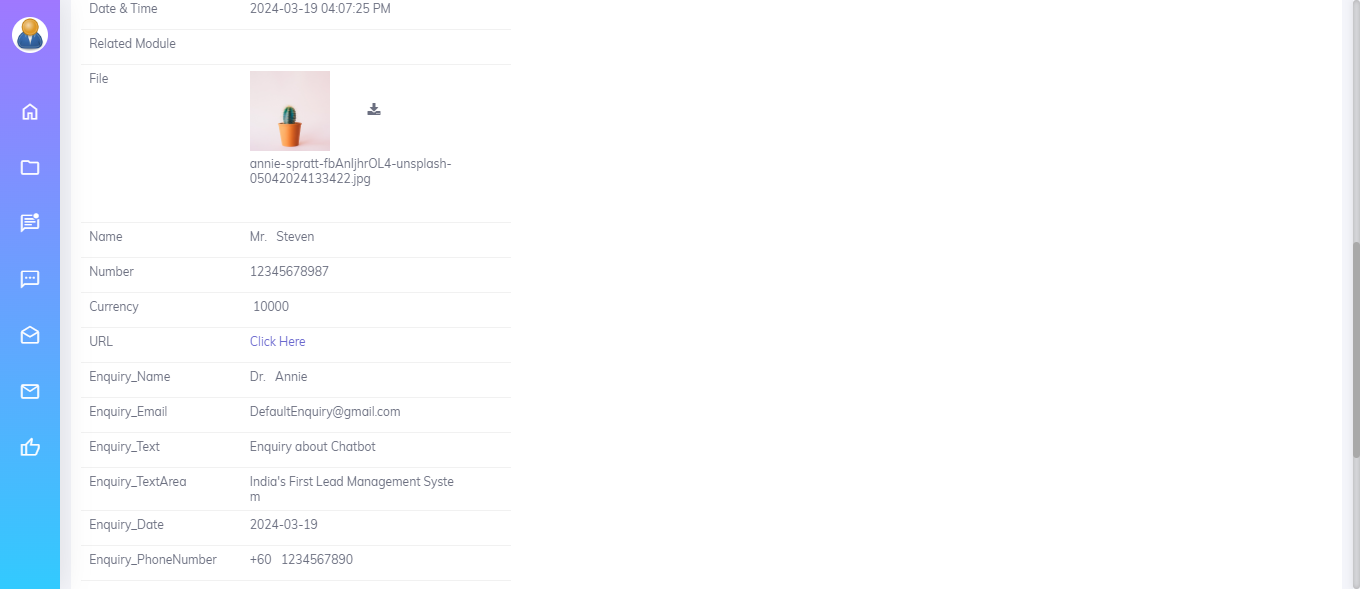 Date & Time 2024-03-19 04:07:25 PM
Related Module
File
annie-spratt-fbAnIjhrOL4-unsplash-
05042024133422.jpg
Name Mr. Steven
Number 12345678987
Currency 10000
URL Click Here
Enquiry_Name Dr. Annie
Enquiry_Email DefaultEnquiry@gmail.com
Enquiry_Text Enquiry about Chatbot
Enquiry_TextArea India's First Lead Management Syste
m
Enquiry_Date 2024-03-19
Enquiry_PhoneNumber +60 1234567890